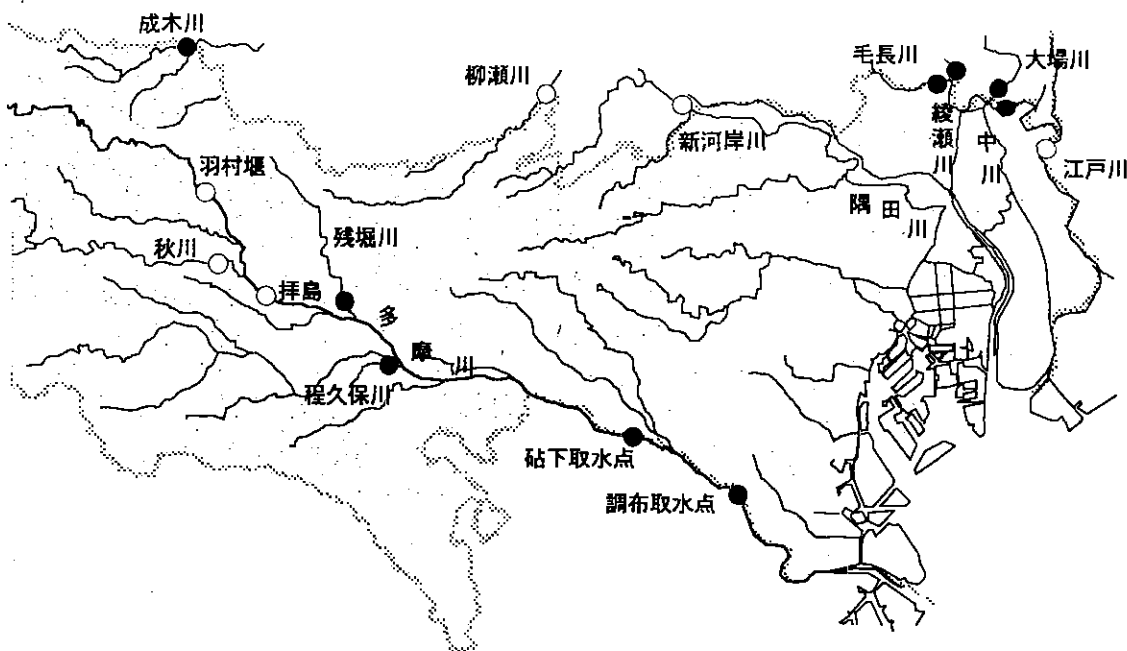 成木川
柳瀬川
毛長川
大場川
綾瀬川
中川
江戸川
新河岸川
羽村堰
隅田川
残堀川
秋川
拝島
多摩川
程久保川
砧下取水点
調布取水点